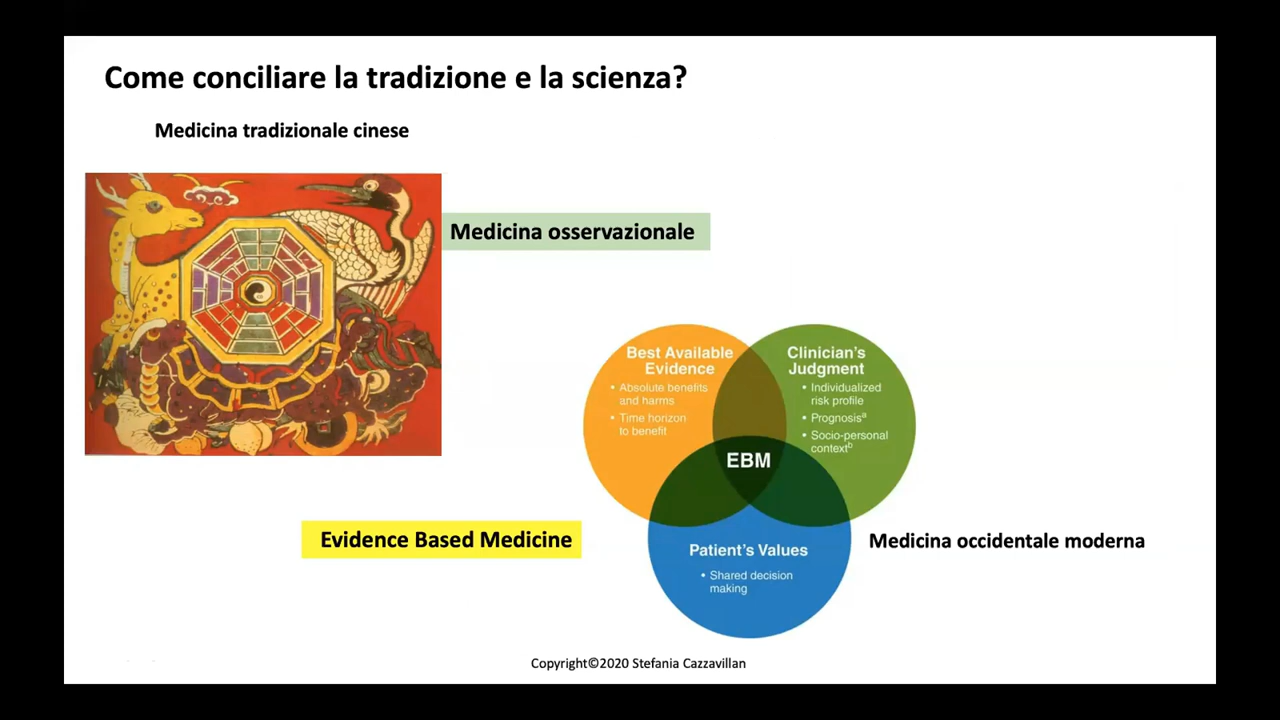 Come conciliare la tradizione e la scienza?
Medicina tradizionale cinese
Medicina osservazionale
Best Available
Evidence
• Absolute benefits
and harms
• Time horizon
to benefit
Clinician's
Judgment
• Individualized
risk profile
• Prognosisᵃ
• Socio-personal
contextᵇ
EBM
Evidence Based Medicine
Patient's Values
• Shared decision
making
Medicina occidentale moderna
Copyright©2020 Stefania Cazzavillan